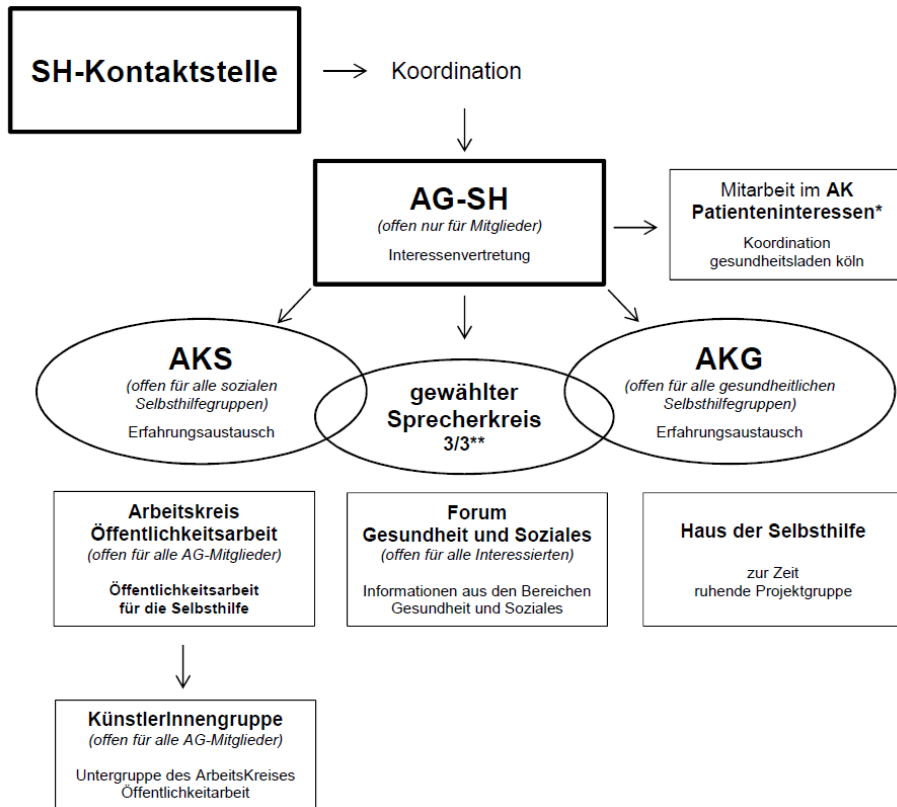 SH-Kontaktstelle
Koordination
AG-SH
(offen nur für Mitglieder)
Interessenvertretung
Mitarbeit im AK
Patienteninteressen*
Koordination
gesundheitsladen köln
AKS
(offen für alle sozialen
Selbsthilfegruppen)
Erfahrungsaustausch
gewählter
Sprecherkreis
3/3**
AKG
(offen für alle gesundheitlichen
Selbsthilfegruppen)
Erfahrungsaustausch
Arbeitskreis
Öffentlichkeitsarbeit
(offen für alle AG-Mitglieder)
Öffentlichkeitsarbeit
für die Selbsthilfe
Forum
Gesundheit und Soziales
(offen für alle Interessierten)
Informationen aus den Bereichen
Gesundheit und Soziales
Haus der Selbsthilfe
zur Zeit
ruhende Projektgruppe
KünstlerInnengruppe
(offen für alle AG-Mitglieder)
Untergruppe des ArbeitsKreises
Öffentlichkeitarbeit